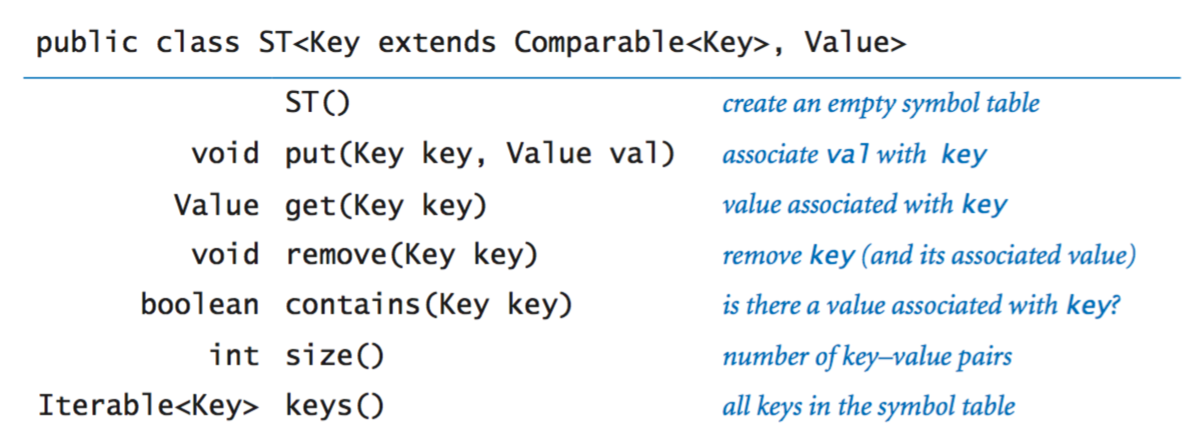 public class ST<Key extends Comparable<Key>, Value>
ST() create an empty symbol table
void put(Key key, Value val) associate val with key
Value get(Key key) value associated with key
void remove(Key key) remove key (and its associated value)
boolean contains(Key key) is there a value associated with key?
int size() number of key–value pairs
Iterable<Key> keys() all keys in the symbol table